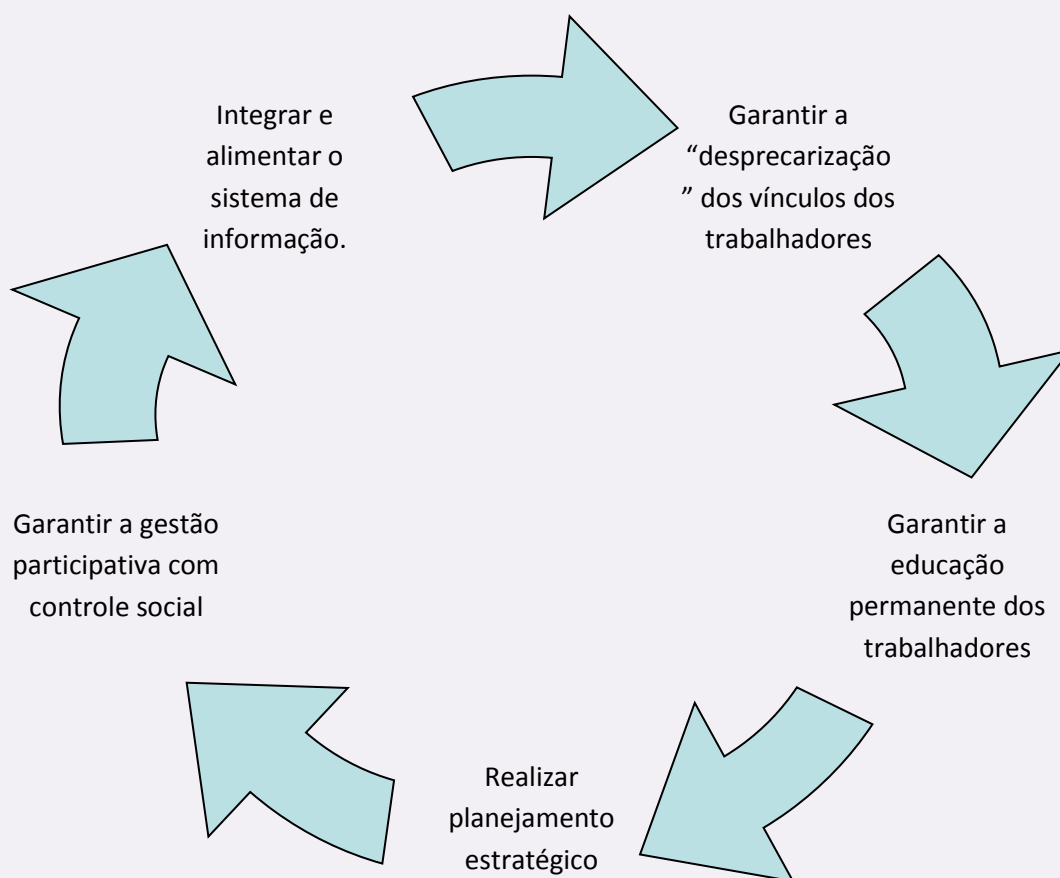 Integrar e
alimentar o
sistema de
informação.
Garantir a
“desprecarização
” dos vínculos dos
trabalhadores
Garantir a
educação
permanente dos
trabalhadores
Realizar
planejamento
estratégico
Garantir a gestão
participativa com
controle social